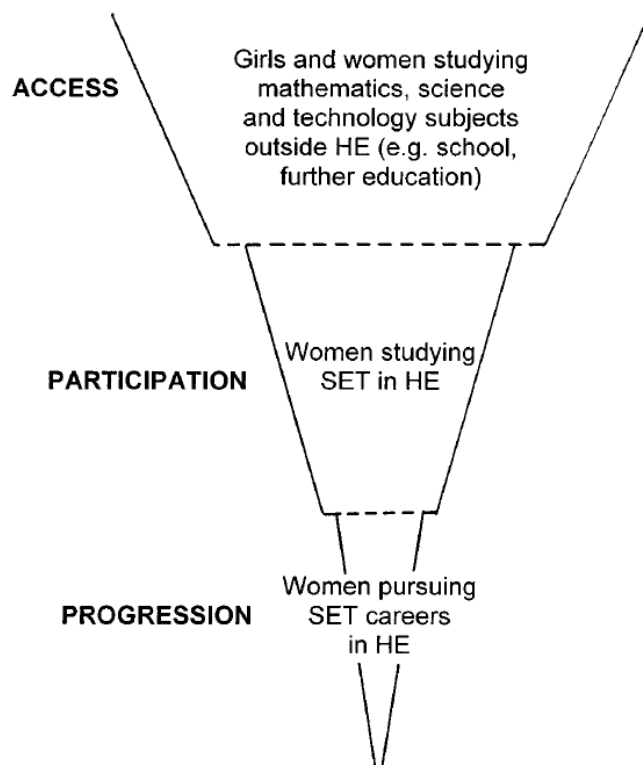 ACCESS
Girls and women studying
mathematics, science
and technology subjects
outside HE (e.g. school,
further education)
PARTICIPATION
Women studying
SET in HE
PROGRESSION
Women pursuing
SET careers
in HE